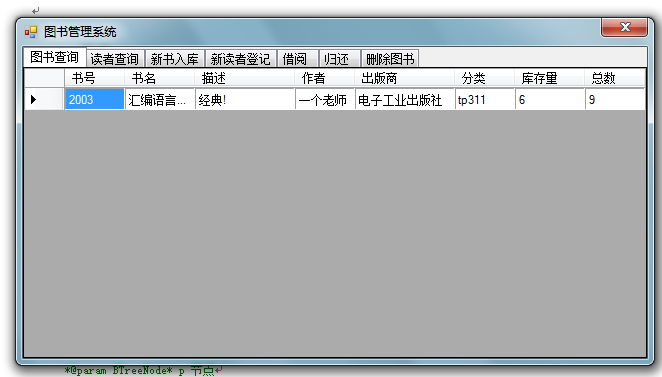 图书管理系统
图书查询 读者查询 新书入库 新读者登记 借阅 归还 删除图书
书号 书名 描述 作者 出版商 分类 库存量 总数
2003 汇编语言... 经典! 一个老师 电子工业出版社 tp311 6 9
*@param BTreeNode* p 节点